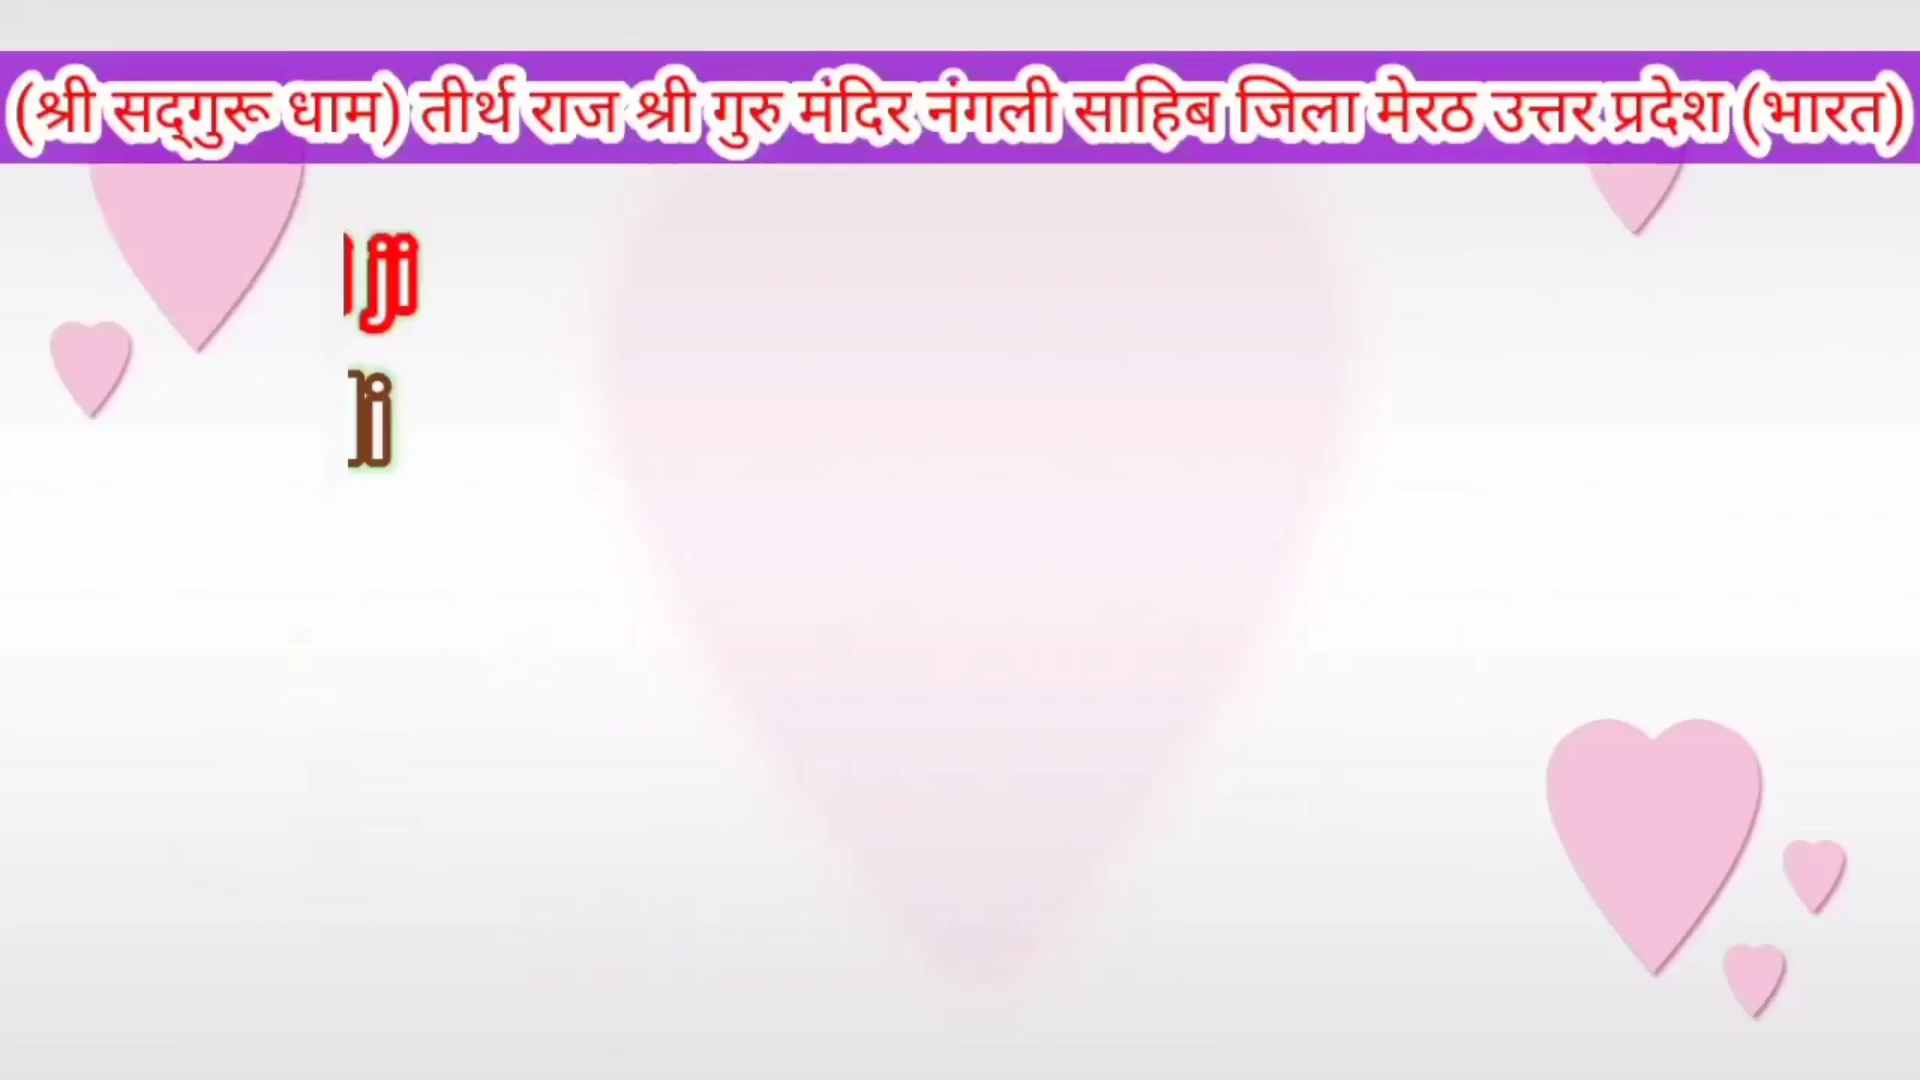 (श्री सद्गुरू धाम) तीर्थ राज श्री गुरु मंदिर नंगली साहिब जिला मेरठ उत्तर प्रदेश (भारत)